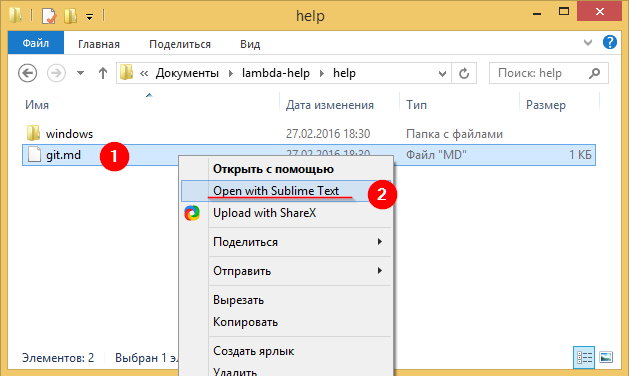 help
Файл Главная Поделиться Вид
Документы lambda-help help Поиск: help
Имя Дата изменения Тип Размер
windows 27.02.2016 18:30 Папка с файлами
git.md 1 27.02.2016 18:30 Файл "MD" 1 КБ
Открыть с помощью
Open with Sublime Text 2
Upload with ShareX
Поделиться
Отправить
Вырезать
Копировать
Создать ярлык
Удалить
Элементов: 2 Выбран 1 эл